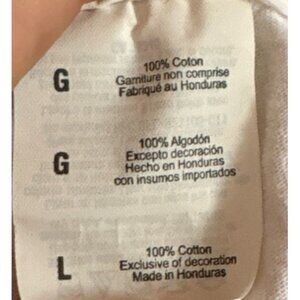 G
100% Coton
Garniture non comprise
Fabriqué au Honduras
G
100% Algodón
Excepto decoración
Hecho en Honduras
con insumos importados
L
100% Cotton
Exclusive of decoration
Made in Honduras